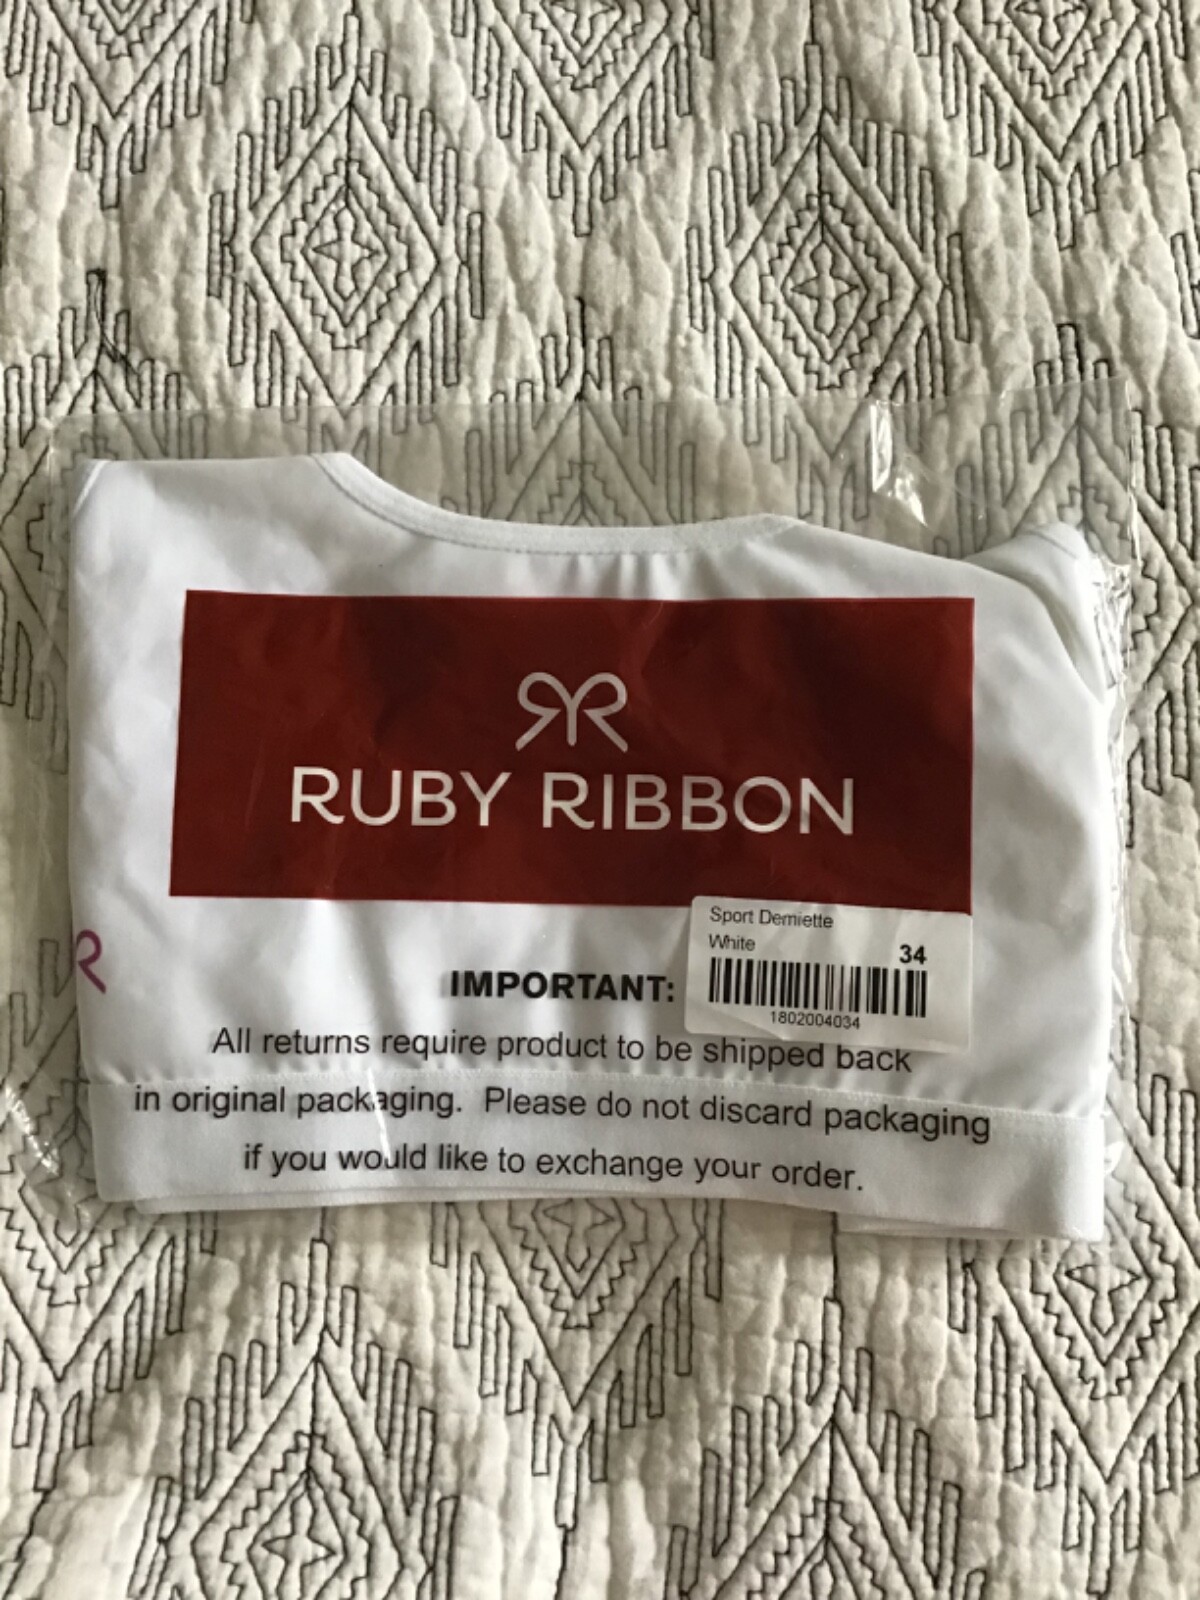 RUBY RIBBON
Sport Demiette
White
34
1802004034
IMPORTANT:
All returns require product to be shipped back
in original packaging. Please do not discard packaging
if you would like to exchange your order.
R